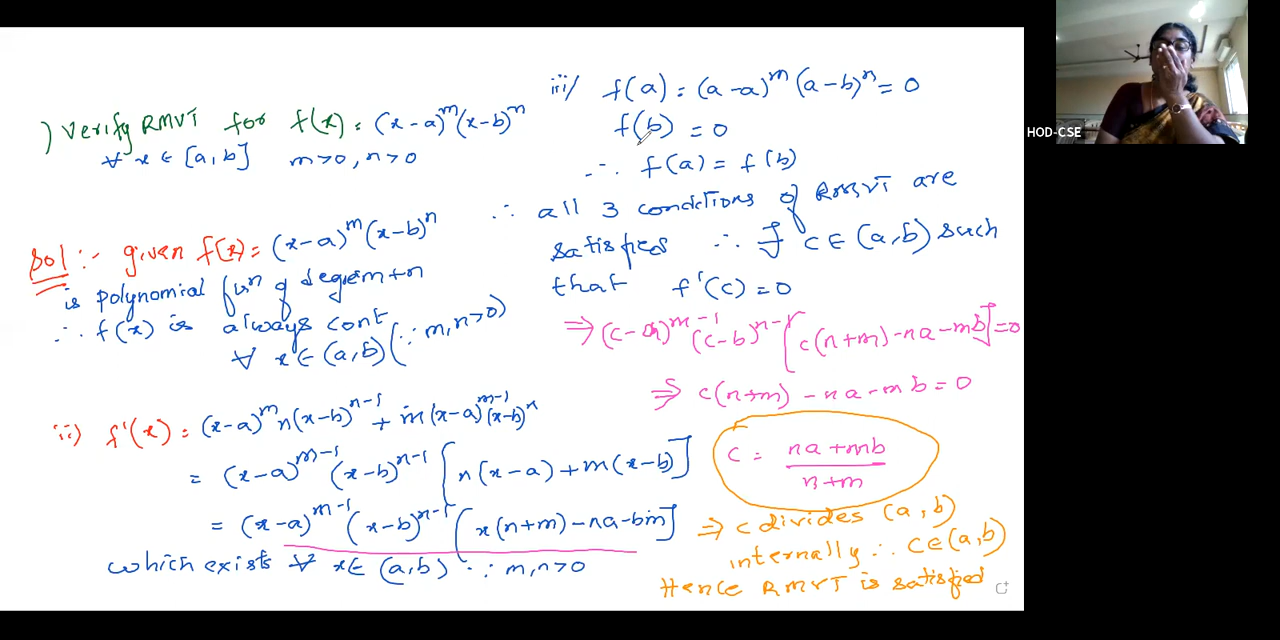 ) Verify RMVT for f(x) = (x-a)^m (x-b)^n
∀ x ∈ [a,b] m>0, n>0
Sol :- given f(x) = (x-a)^m (x-b)^n
is polynomial fun of degree m+n
∴ f(x) is always cont
∀ x ∈ (a,b) (∵ m,n>0)
ii) f'(x) = (x-a)^m n(x-b)^{n-1} + m(x-a)^{m-1} (x-b)^n
= (x-a)^{m-1} (x-b)^{n-1} [n(x-a)+m(x-b)]
= (x-a)^{m-1} (x-b)^{n-1} [x(n+m)-na-bm]
which exists ∀ x∈ (a,b) ∵ m,n>0
iii) f(a) = (a-a)^m (a-b)^n = 0
f(b) = 0
∴ f(a) = f(b)
∴ all 3 conditions of RMVT are
satisfied ∴ ∃ c ∈ (a,b) such
that f'(c) = 0
⇒ (c-a)^{m-1} (c-b)^{n-1} [c(n+m)-na-mb]=0
⇒ c(n+m) - na - mb = 0
c = \frac{na+mb}{n+m}
⇒ c divides (a,b)
internally ∴ c∈(a,b)
Hence RMVT is satisfied
HOD-CSE